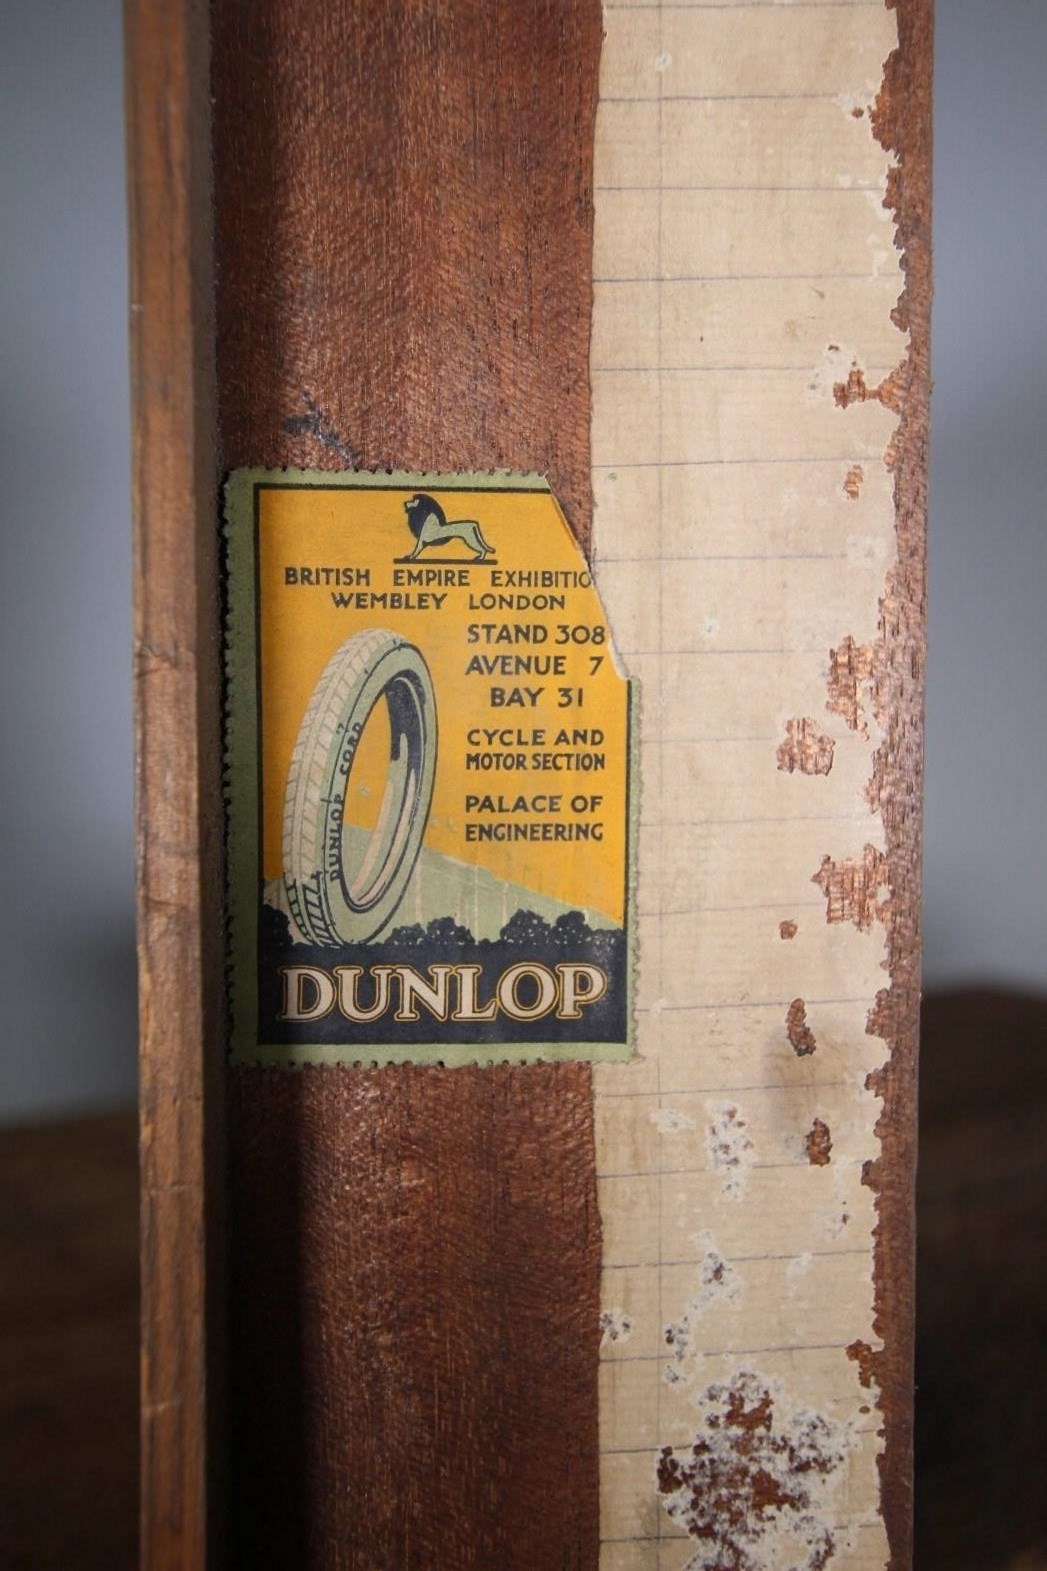 BRITISH EMPIRE EXHIBITIO
WEMBLEY LONDON
STAND 308
AVENUE 7
BAY 31
CYCLE AND
MOTOR SECTION
PALACE OF
ENGINEERING
DUNLOP CORD
DUNLOP